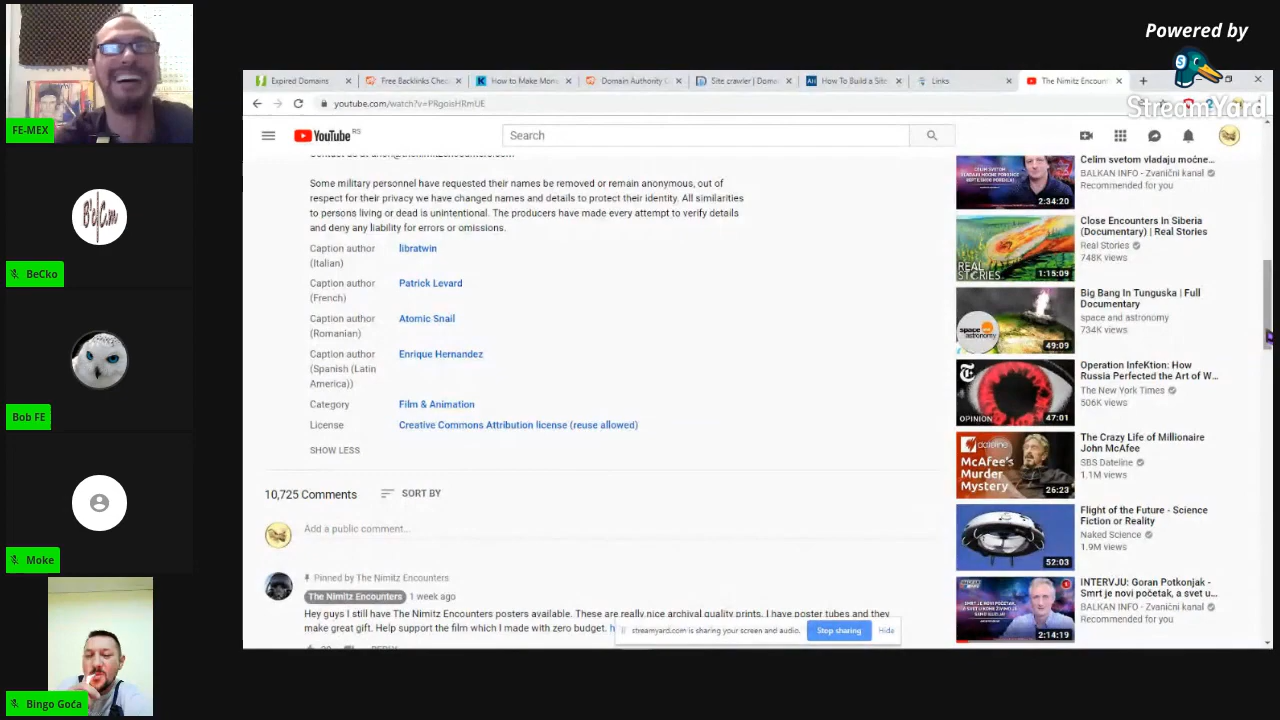 Powered by
StreamYard
FE-MEX
BeCko
Bob FE
Moke
Bingo Goća
Expired Domains
Free Backlinks Chec
How to Make Mone
Domain Authority C
Site crawler | Doma
How To Build a Site
Links
The Nimitz Encount
youtube.com/watch?v=PRgoisHRmUE
YouTube RS
Search
Some military personnel have requested their names be removed or remain anonymous, out of
respect for their privacy we have changed names and details to protect their identity. All similarities
to persons living or dead is unintentional. The producers have made every attempt to verify details
and deny any liability for errors or omissions.
Caption author
(Italian)
libratwin
Caption author
(French)
Patrick Levard
Caption author
(Romanian)
Atomic Snail
Caption author
(Spanish (Latin
America))
Enrique Hernandez
Category
Film & Animation
License
Creative Commons Attribution license (reuse allowed)
SHOW LESS
10,725 Comments
SORT BY
Add a public comment...
Pinned by The Nimitz Encounters
The Nimitz Encounters 1 week ago
Hey guys I still have The Nimitz Encounters posters available. These are really nice archival quality prints. I have poster tubes and they
make great gift. Help support the film which I made with zero budget. h
streamyard.com is sharing your screen and audio.
Stop sharing
Hide
Celim svetom vladaju moćne...
BALKAN INFO - Zvanični kanal
Recommended for you
2:34:20
Close Encounters In Siberia
(Documentary) | Real Stories
Real Stories
748K views
REAL
STORIES
1:15:09
Big Bang In Tunguska | Full
Documentary
space and astronomy
734K views
space
astronomy
49:09
Operation InfeKtion: How
Russia Perfected the Art of W...
The New York Times
506K views
OPINION
47:01
The Crazy Life of Millionaire
John McAfee
SBS Dateline
1.1M views
dateline
McAfee's
Murder
Mystery
26:23
Flight of the Future - Science
Fiction or Reality
Naked Science
1.9M views
52:03
INTERVJU: Goran Potkonjak -
Smrt je novi početak, a svet u...
BALKAN INFO - Zvanični kanal
Recommended for you
2:14:19